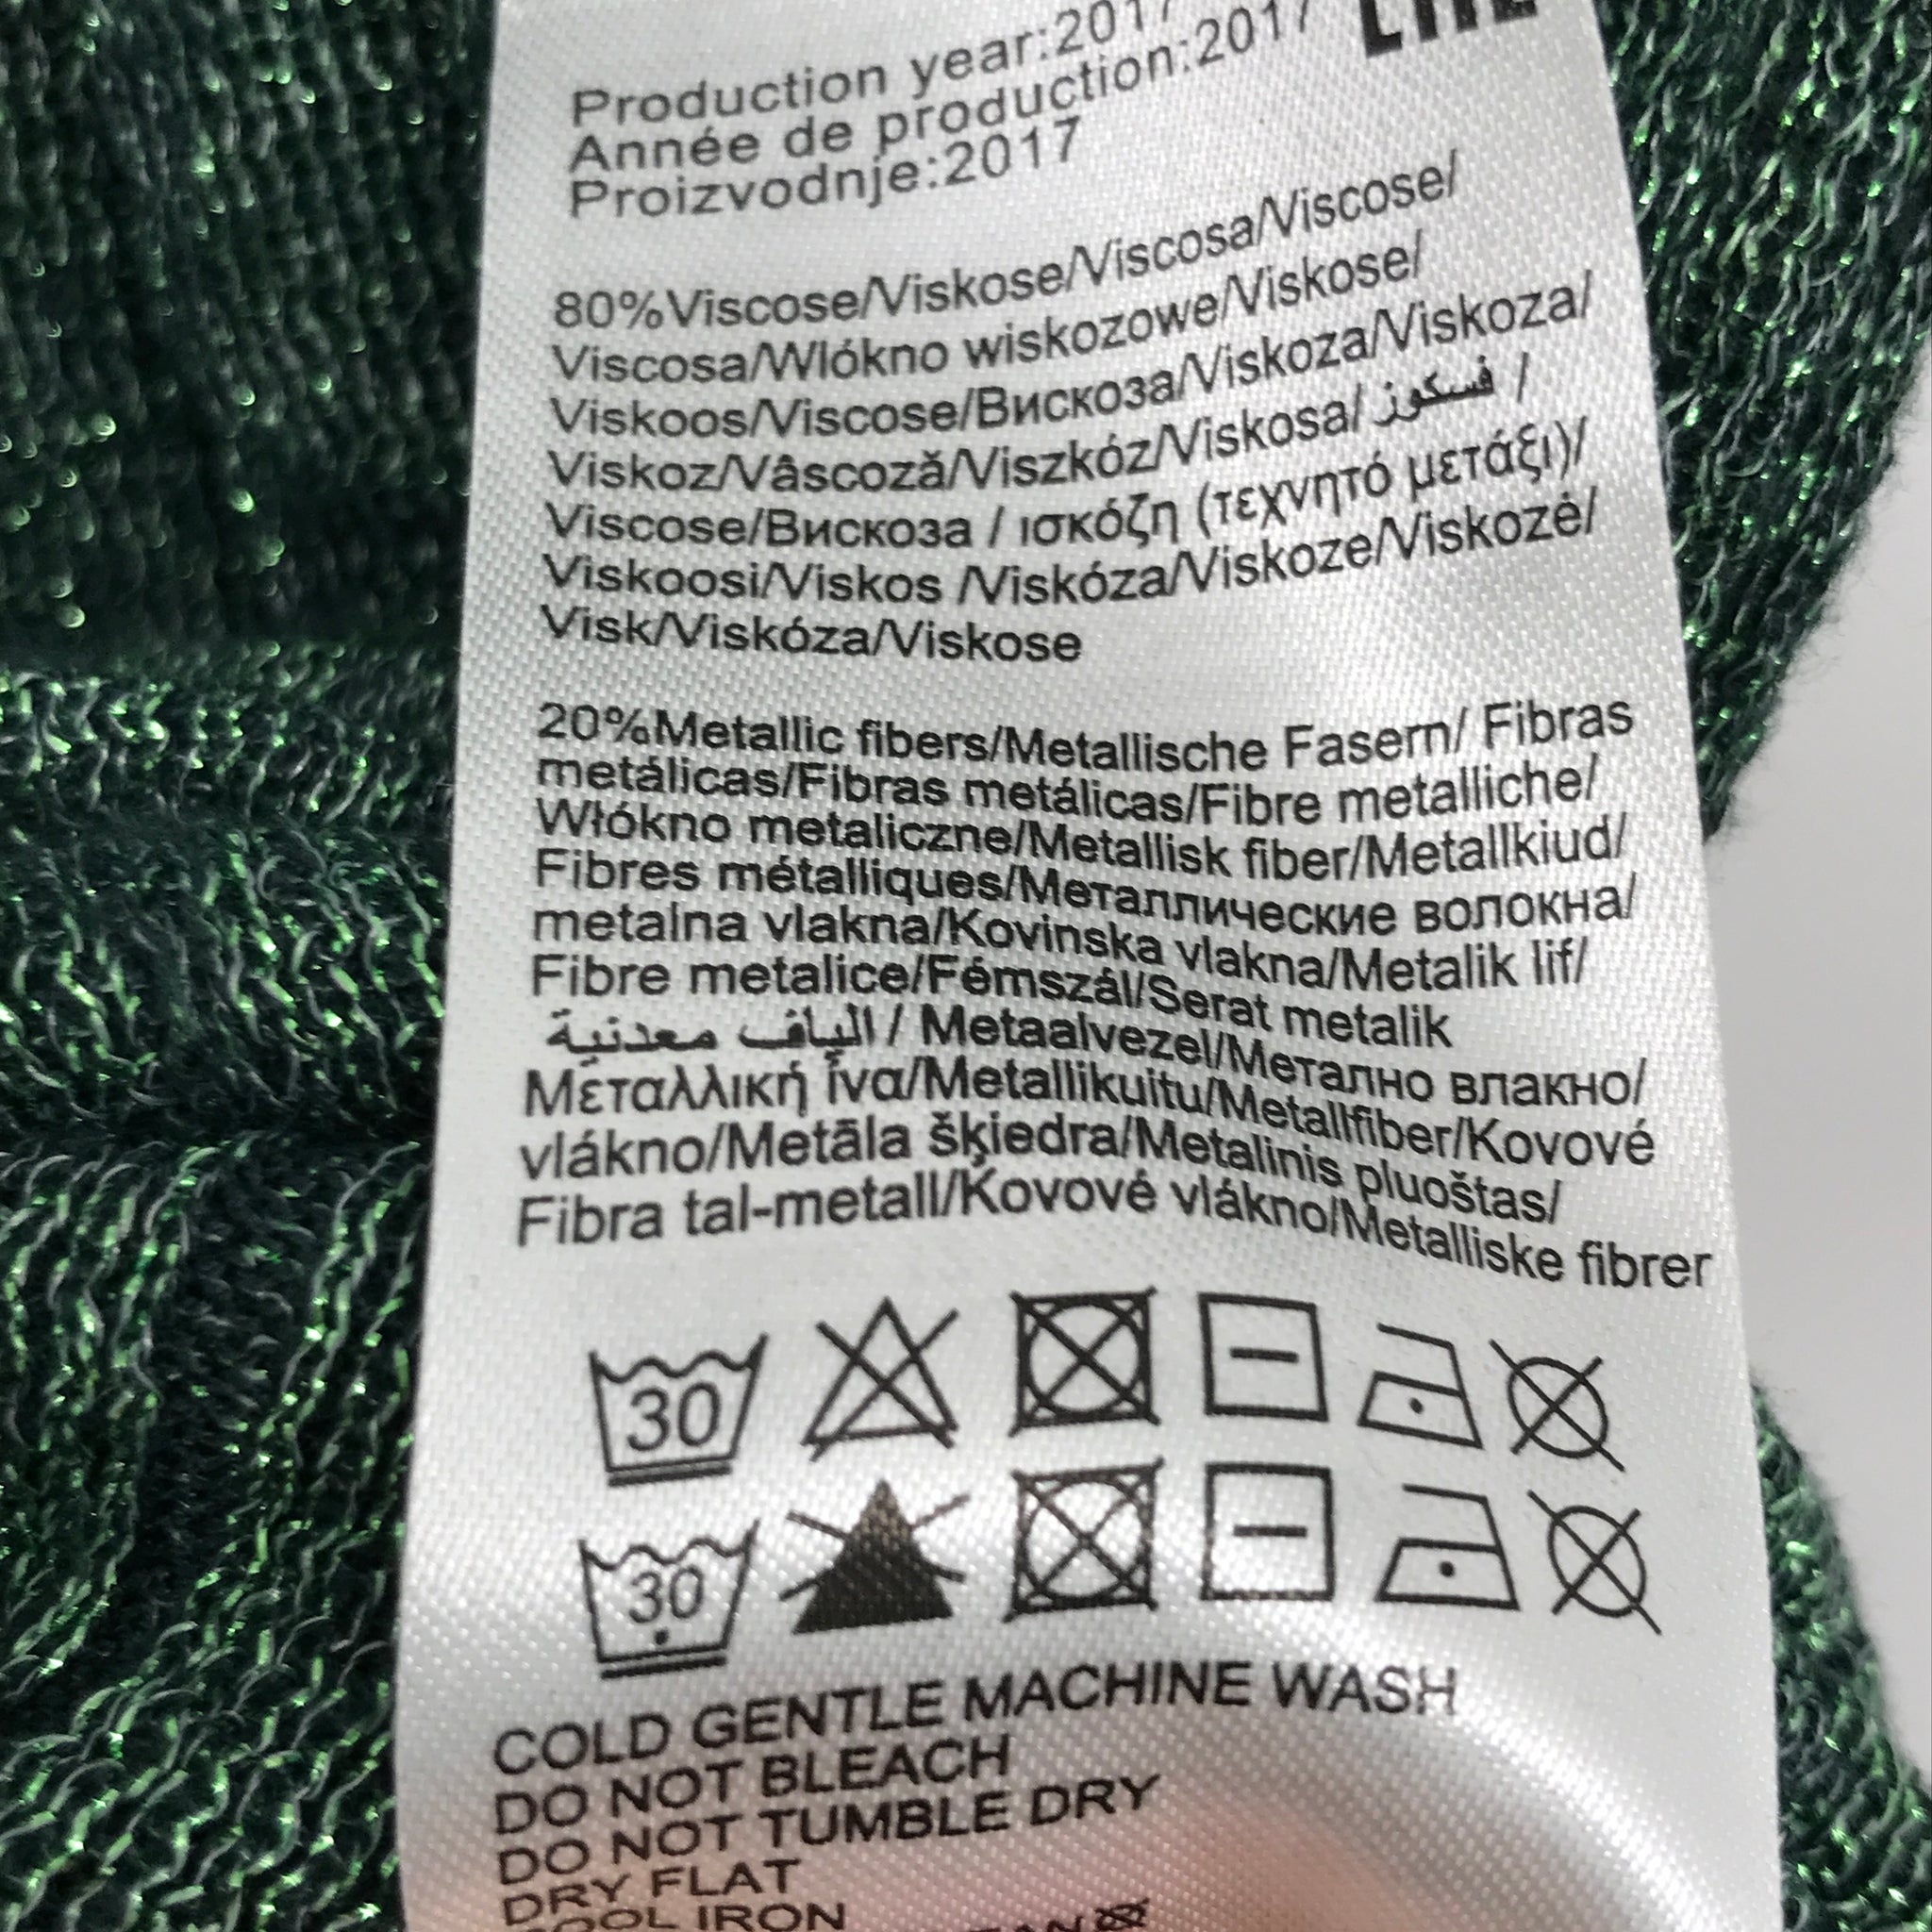 Production year:2017
Année de production:2017
Proizvodnje:2017
80%Viscose/Viskose/Viscosa/Viscose/
Viscosa/Wlókno wiskozowe/Viskose/
Viskoos/Viscose/Вискоза/Viskoza/Viskoza/
Viskoz/Vâscoză/Viszkóz/Viskosa/ فسكوز /
Viscose/Вискоза / ισκόζη (τεχνητό μετάξι)/
Viskoosi/Viskos /Viskóza/Viskoze/Viskozė/
Visk/Viskóza/Viskose
20%Metallic fibers/Metallische Fasern/ Fibras
metálicas/Fibras metálicas/Fibre metalliche/
Włókno metaliczne/Metallisk fiber/Metallkiud/
Fibres métalliques/Металлические волокна/
metalna vlakna/Kovinska vlakna/Metalik lif/
Fibre metalice/Fémszál/Serat metalik
الياف معدنية / Metaalvezel/Метално влакно/
Μεταλλική ίνα/Metallikuitu/Metallfiber/Kovové
vlákno/Metāla šķiedra/Metalinis pluoštas/
Fibra tal-metall/Kovové vlákno/Metalliske fibrer
30
30
COLD GENTLE MACHINE WASH
DO NOT BLEACH
DO NOT TUMBLE DRY
DRY FLAT
COOL IRON